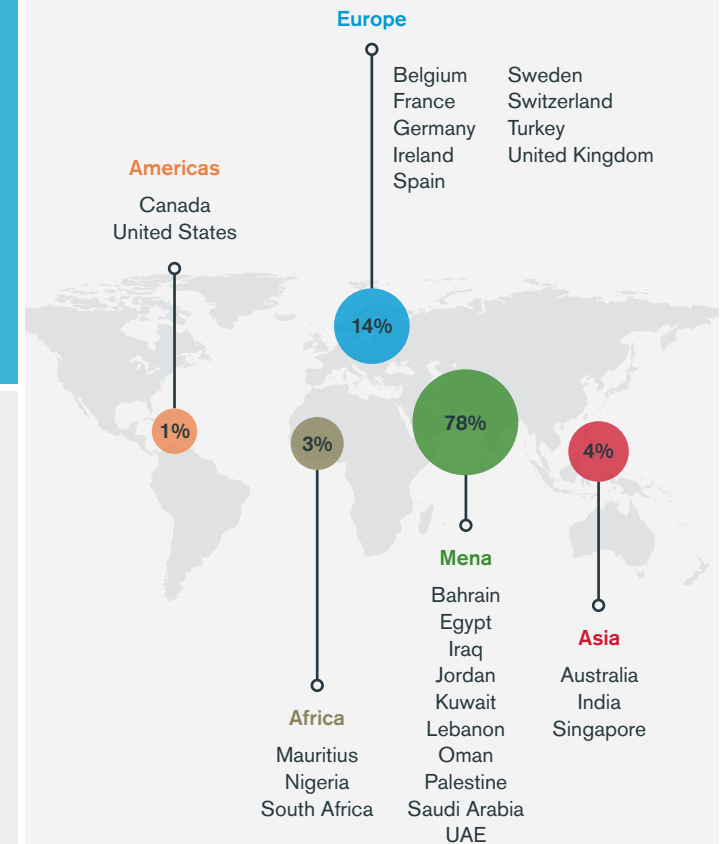 Europe
Belgium
France
Germany
Ireland
Spain
Sweden
Switzerland
Turkey
United Kingdom
Americas
Canada
United States
14%
1%
3%
78%
4%
Mena
Bahrain
Egypt
Iraq
Jordan
Kuwait
Lebanon
Oman
Palestine
Saudi Arabia
UAE
Asia
Australia
India
Singapore
Africa
Mauritius
Nigeria
South Africa